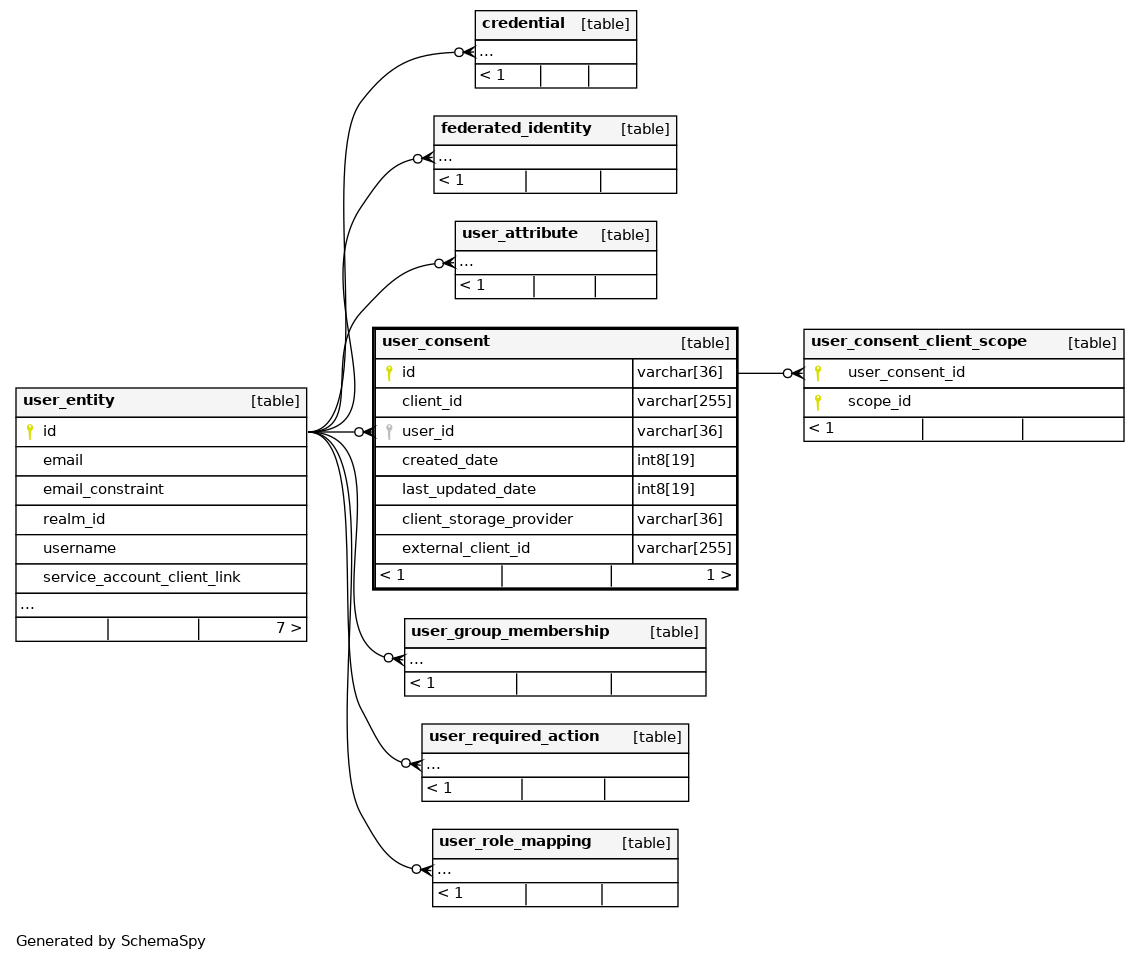 credential [table]
...
< 1
federated_identity [table]
...
< 1
user_attribute [table]
...
< 1
user_consent [table]
id varchar[36]
client_id varchar[255]
user_id varchar[36]
created_date int8[19]
last_updated_date int8[19]
client_storage_provider varchar[36]
external_client_id varchar[255]
< 1 1 >
user_consent_client_scope [table]
user_consent_id
scope_id
< 1
user_entity [table]
id
email
email_constraint
realm_id
username
service_account_client_link
...
7 >
user_group_membership [table]
...
< 1
user_required_action [table]
...
< 1
user_role_mapping [table]
...
< 1
Generated by SchemaSpy